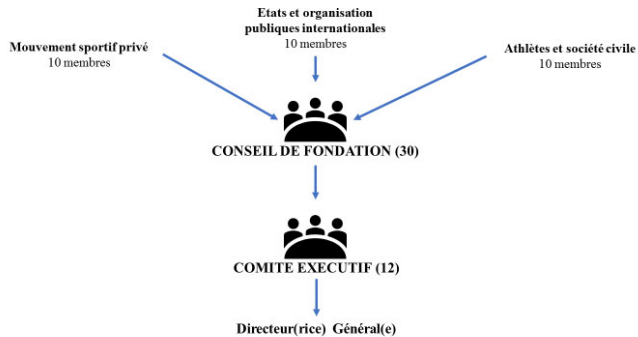 Etats et organisation
publiques internationales
10 membres
Mouvement sportif privé
10 membres
Athlètes et société civile
10 membres
CONSEIL DE FONDATION (30)
COMITE EXECUTIF (12)
Directeur(rice) Général(e)